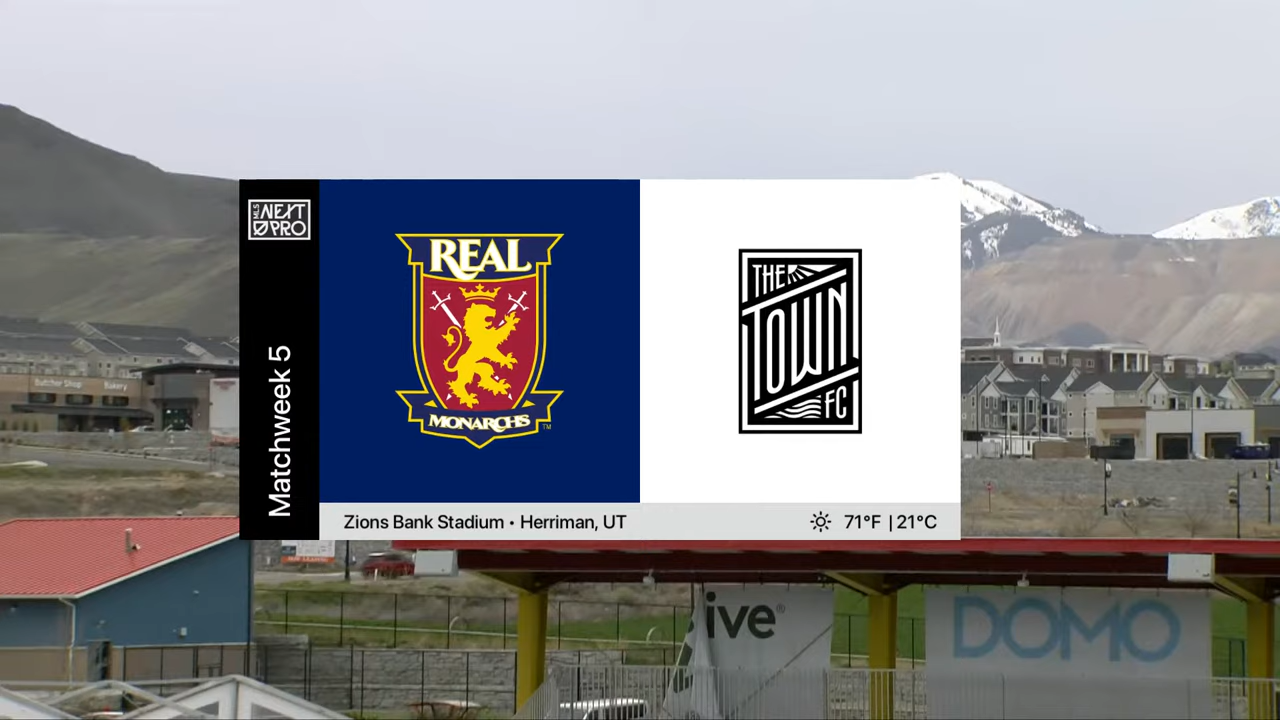 MLS
NEXT
PRO
Matchweek 5
REAL
MONARCHS
™
THE
TOWN
FC
Zions Bank Stadium • Herriman, UT
71°F | 21°C
Butcher Shop
Bakery
ive®
DOMO